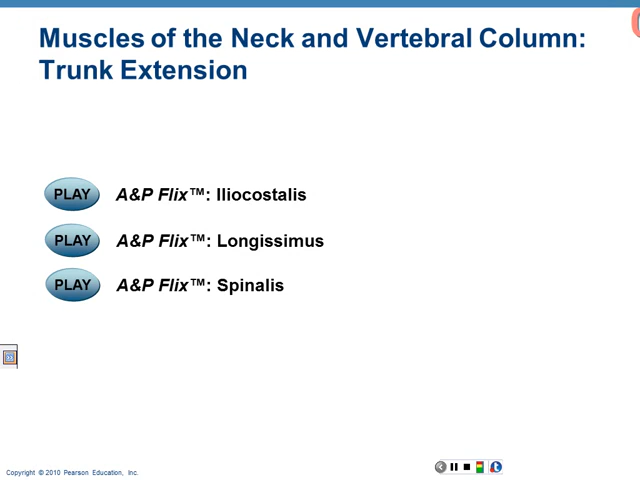 Muscles of the Neck and Vertebral Column:
Trunk Extension
PLAY A&P Flix™: Iliocostalis
PLAY A&P Flix™: Longissimus
PLAY A&P Flix™: Spinalis
Copyright © 2010 Pearson Education, Inc.